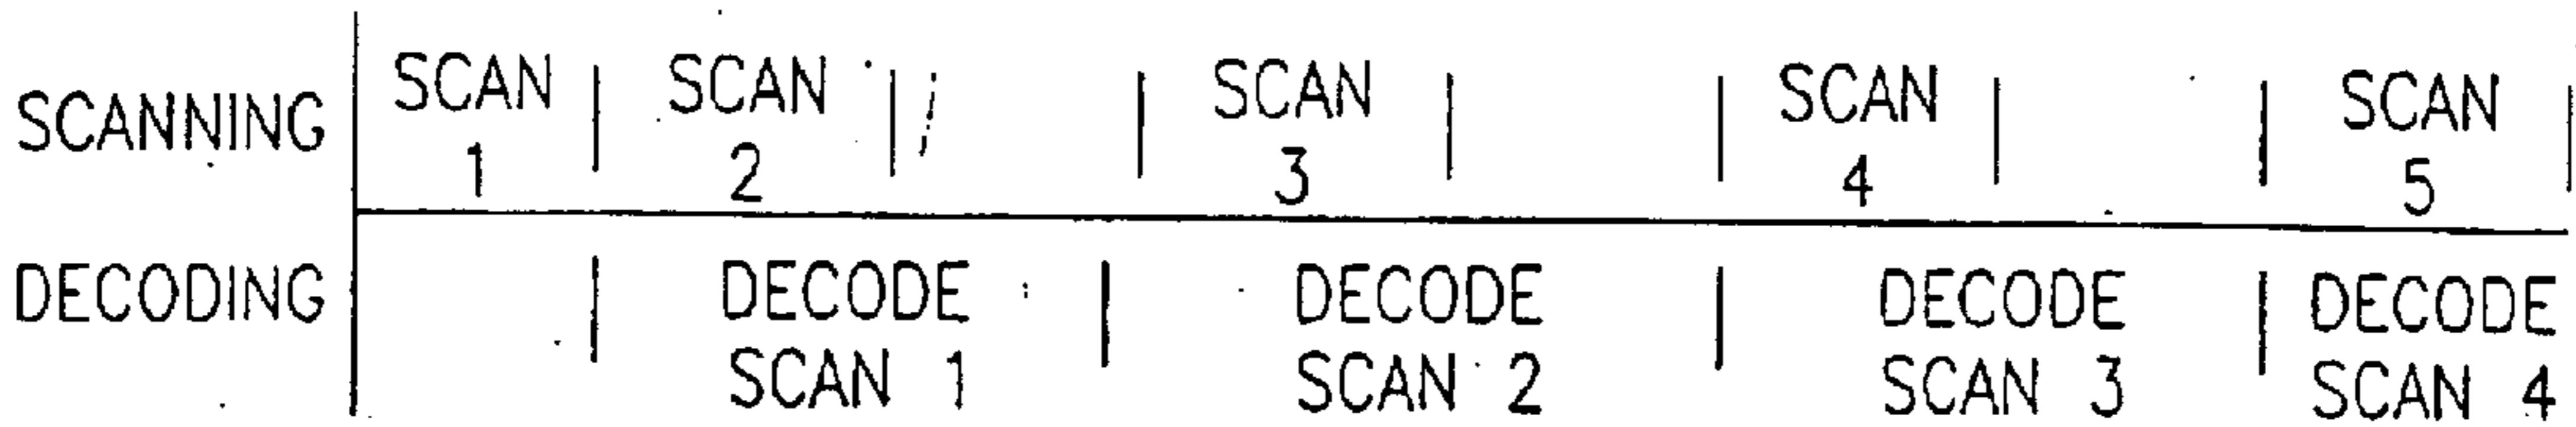 SCANNING
SCAN 1
SCAN 2
SCAN 3
SCAN 4
SCAN 5
DECODING
DECODE SCAN 1
DECODE SCAN 2
DECODE SCAN 3
DECODE SCAN 4